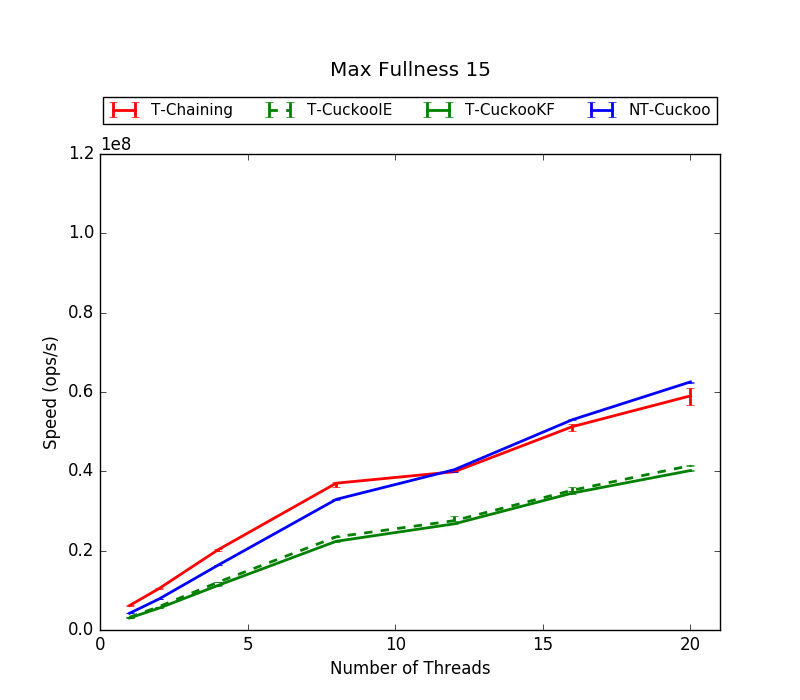 Max Fullness 15
T-Chaining T-CuckooIE T-CuckooKF NT-Cuckoo
1e8
1.2
1.0
0.8
0.6
0.4
0.2
0.0
Speed (ops/s)
0 5 10 15 20
Number of Threads